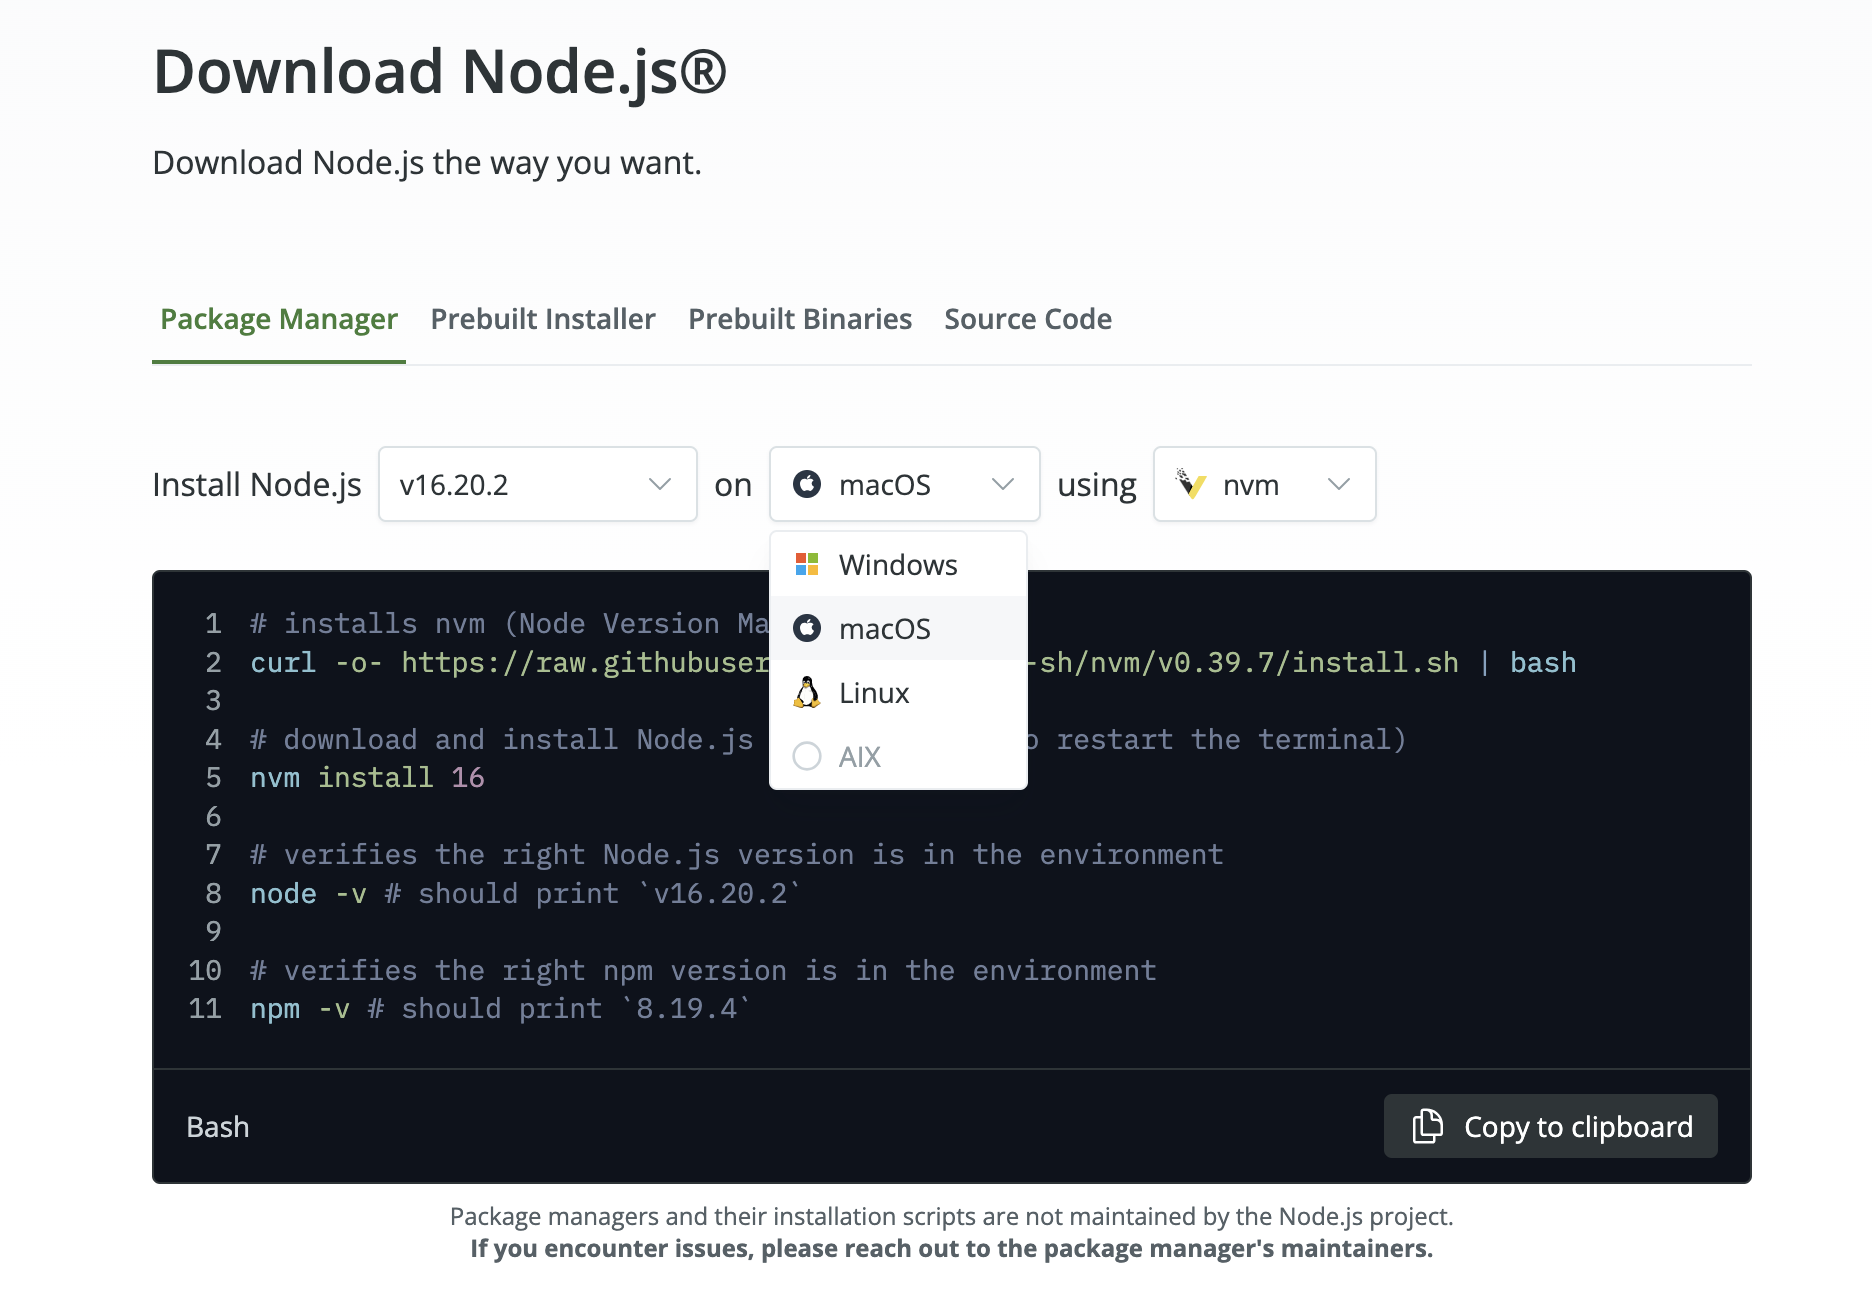 Download Node.js®
Download Node.js the way you want.
Package Manager Prebuilt Installer Prebuilt Binaries Source Code
Install Node.js v16.20.2 on macOS using nvm
Windows
macOS
Linux
AIX
1 # installs nvm (Node Version
2 curl -o- https://raw.githubuser -sh/nvm/v0.39.7/install.sh | bash
3
4 # download and install Node.js restart the terminal)
5 nvm install 16
6
7 # verifies the right Node.js version is in the environment
8 node -v # should print `v16.20.2`
9
10 # verifies the right npm version is in the environment
11 npm -v # should print `8.19.4`
Bash
Copy to clipboard
Package managers and their installation scripts are not maintained by the Node.js project.
If you encounter issues, please reach out to the package manager's maintainers.